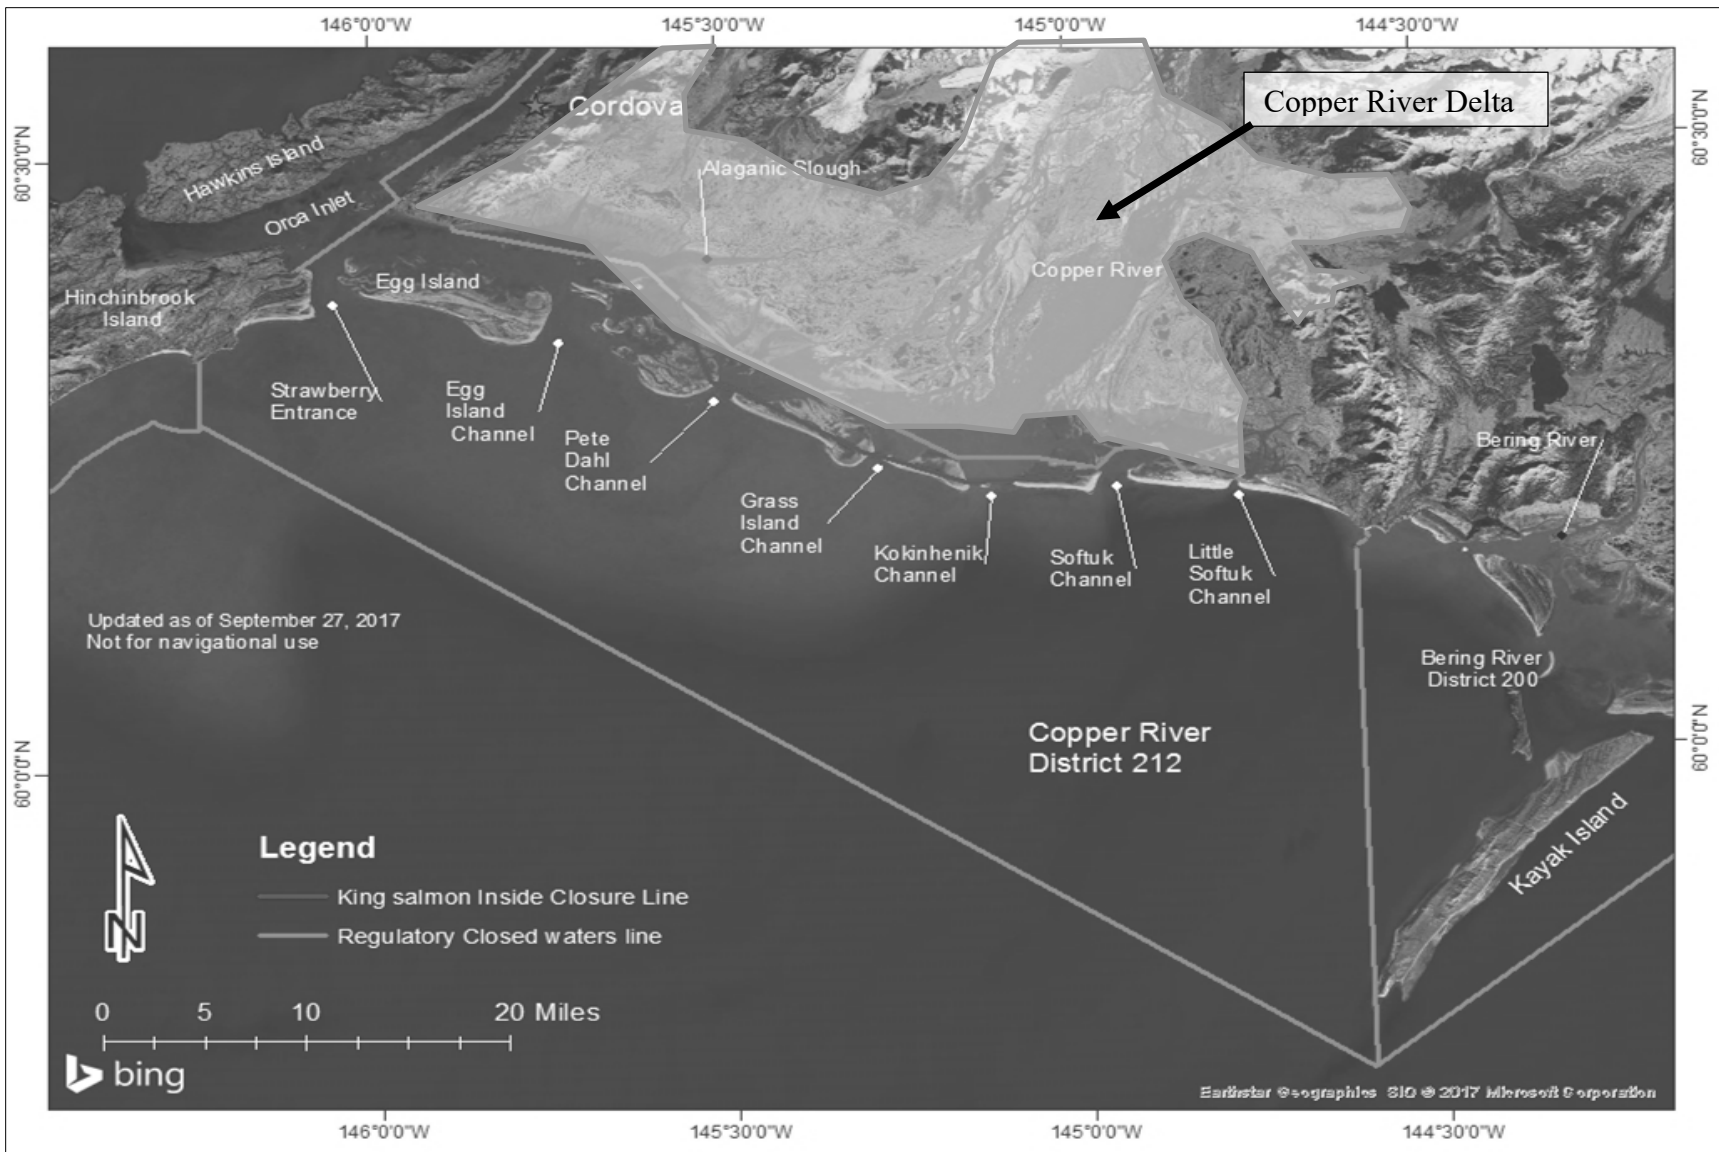 146°0'0"W
145°30'0"W
145°0'0"W
144°30'0"W
60°30'0"N
60°30'0"N
Copper River Delta
Cordova
Hawkins Island
Alaganic Slough
Orca Inlet
Copper River
Egg Island
Hinchinbrook
Island
Strawberry
Entrance
Egg
Island
Channel
Pete
Dahl
Channel
Grass
Island
Channel
Kokinhenik
Channel
Softuk
Channel
Little
Softuk
Channel
Bering River
Updated as of September 27, 2017
Not for navigational use
Bering River
District 200
Copper River
District 212
60°0'0"N
60°0'0"N
Kayak Island
N
Legend
King salmon Inside Closure Line
Regulatory Closed waters line
0 5 10 20 Miles
bing
Earthstar Geographics SIO © 2017 Microsoft Corporation
146°0'0"W
145°30'0"W
145°0'0"W
144°30'0"W